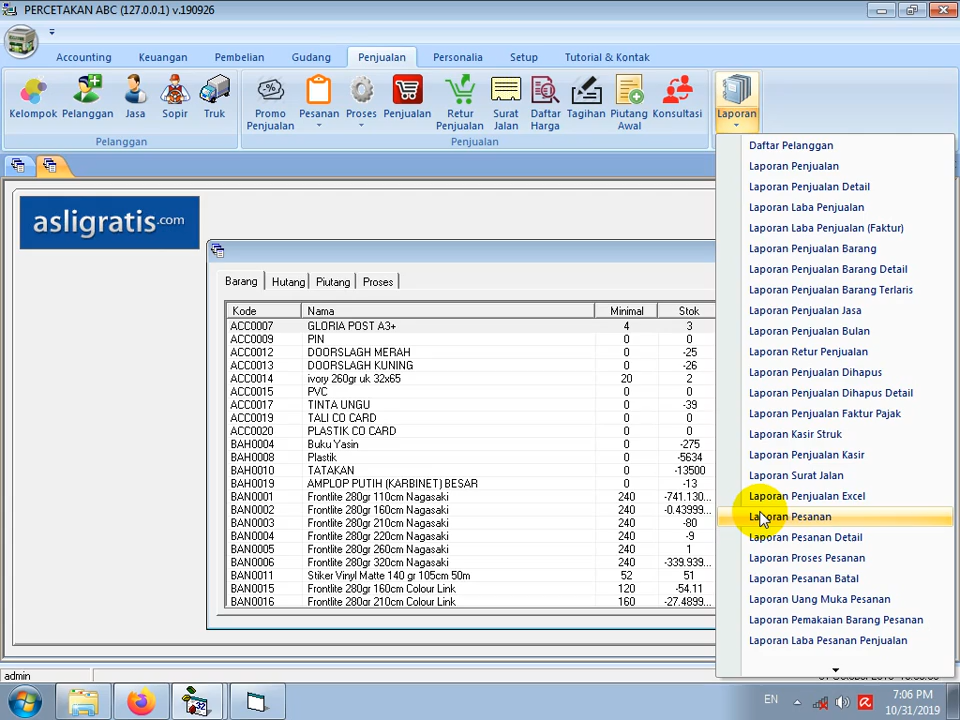 PERCETAKAN ABC (127.0.0.1) v.190926
Accounting Keuangan Pembelian Gudang Penjualan Personalia Setup Tutorial & Kontak
Kelompok Pelanggan Jasa Sopir Truk Promo Penjualan Pesanan Proses Penjualan Retur Penjualan Surat Jalan Daftar Harga Tagihan Piutang Awal Konsultasi Laporan
Pelanggan Penjualan
asligratis.com
Barang Hutang Piutang Proses
Kode Nama Minimal Stok
ACC0007 GLORIA POST A3+ 4 3
ACC0009 PIN 0 0
ACC0012 DOORSLAGH MERAH 0 -25
ACC0013 DOORSLAGH KUNING 0 -26
ACC0014 ivory 260gr uk 32x65 20 2
ACC0015 PVC 0 0
ACC0017 TINTA UNGU 0 -39
ACC0019 TALI CO CARD 0 0
ACC0020 PLASTIK CO CARD 0 0
BAH0004 Buku Yasin 0 -275
BAH0008 Plastik 0 -5634
BAH0010 TATAKAN 0 -13500
BAH0019 AMPLOP PUTIH (KARBINET) BESAR 0 0
BAN0001 Frontlite 280gr 110cm Nagasaki 240 -741.130...
BAN0002 Frontlite 280gr 160cm Nagasaki 240 -0.43999...
BAN0003 Frontlite 280gr 210cm Nagasaki 240 -80
BAN0004 Frontlite 280gr 220cm Nagasaki 240 -9
BAN0005 Frontlite 280gr 260cm Nagasaki 240 1
BAN0006 Frontlite 280gr 320cm Nagasaki 240 -339.939...
BAN0011 Stiker Vinyl Matte 140 gr 105cm 50m 52 51
BAN0015 Frontlite 280gr 160cm Colour Link 120 -54.11
BAN0016 Frontlite 280gr 210cm Colour Link 160 -27.4899...
Daftar Pelanggan
Laporan Penjualan
Laporan Penjualan Detail
Laporan Laba Penjualan
Laporan Laba Penjualan (Faktur)
Laporan Penjualan Barang
Laporan Penjualan Barang Detail
Laporan Penjualan Barang Terlaris
Laporan Penjualan Jasa
Laporan Penjualan Bulan
Laporan Retur Penjualan
Laporan Penjualan Dihapus
Laporan Penjualan Dihapus Detail
Laporan Penjualan Faktur Pajak
Laporan Kasir Struk
Laporan Penjualan Kasir
Laporan Surat Jalan
Laporan Penjualan Excel
Laporan Pesanan
Laporan Pesanan Detail
Laporan Proses Pesanan
Laporan Pesanan Batal
Laporan Uang Muka Pesanan
Laporan Pemakaian Barang Pesanan
Laporan Laba Pesanan Penjualan
admin
EN 7:06 PM
10/31/2019